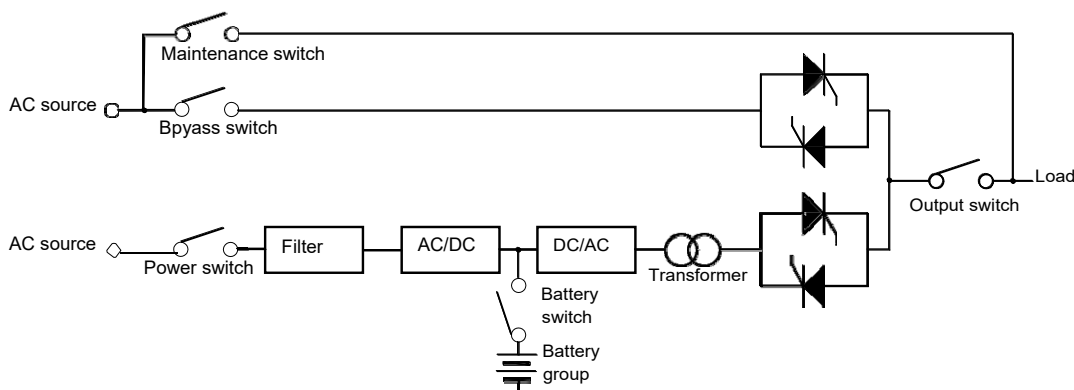 Maintenance switch
AC source
Bpyass switch
Load
Output switch
AC source
Power switch
Filter
AC/DC
DC/AC
Transformer
Battery
switch
Battery
group